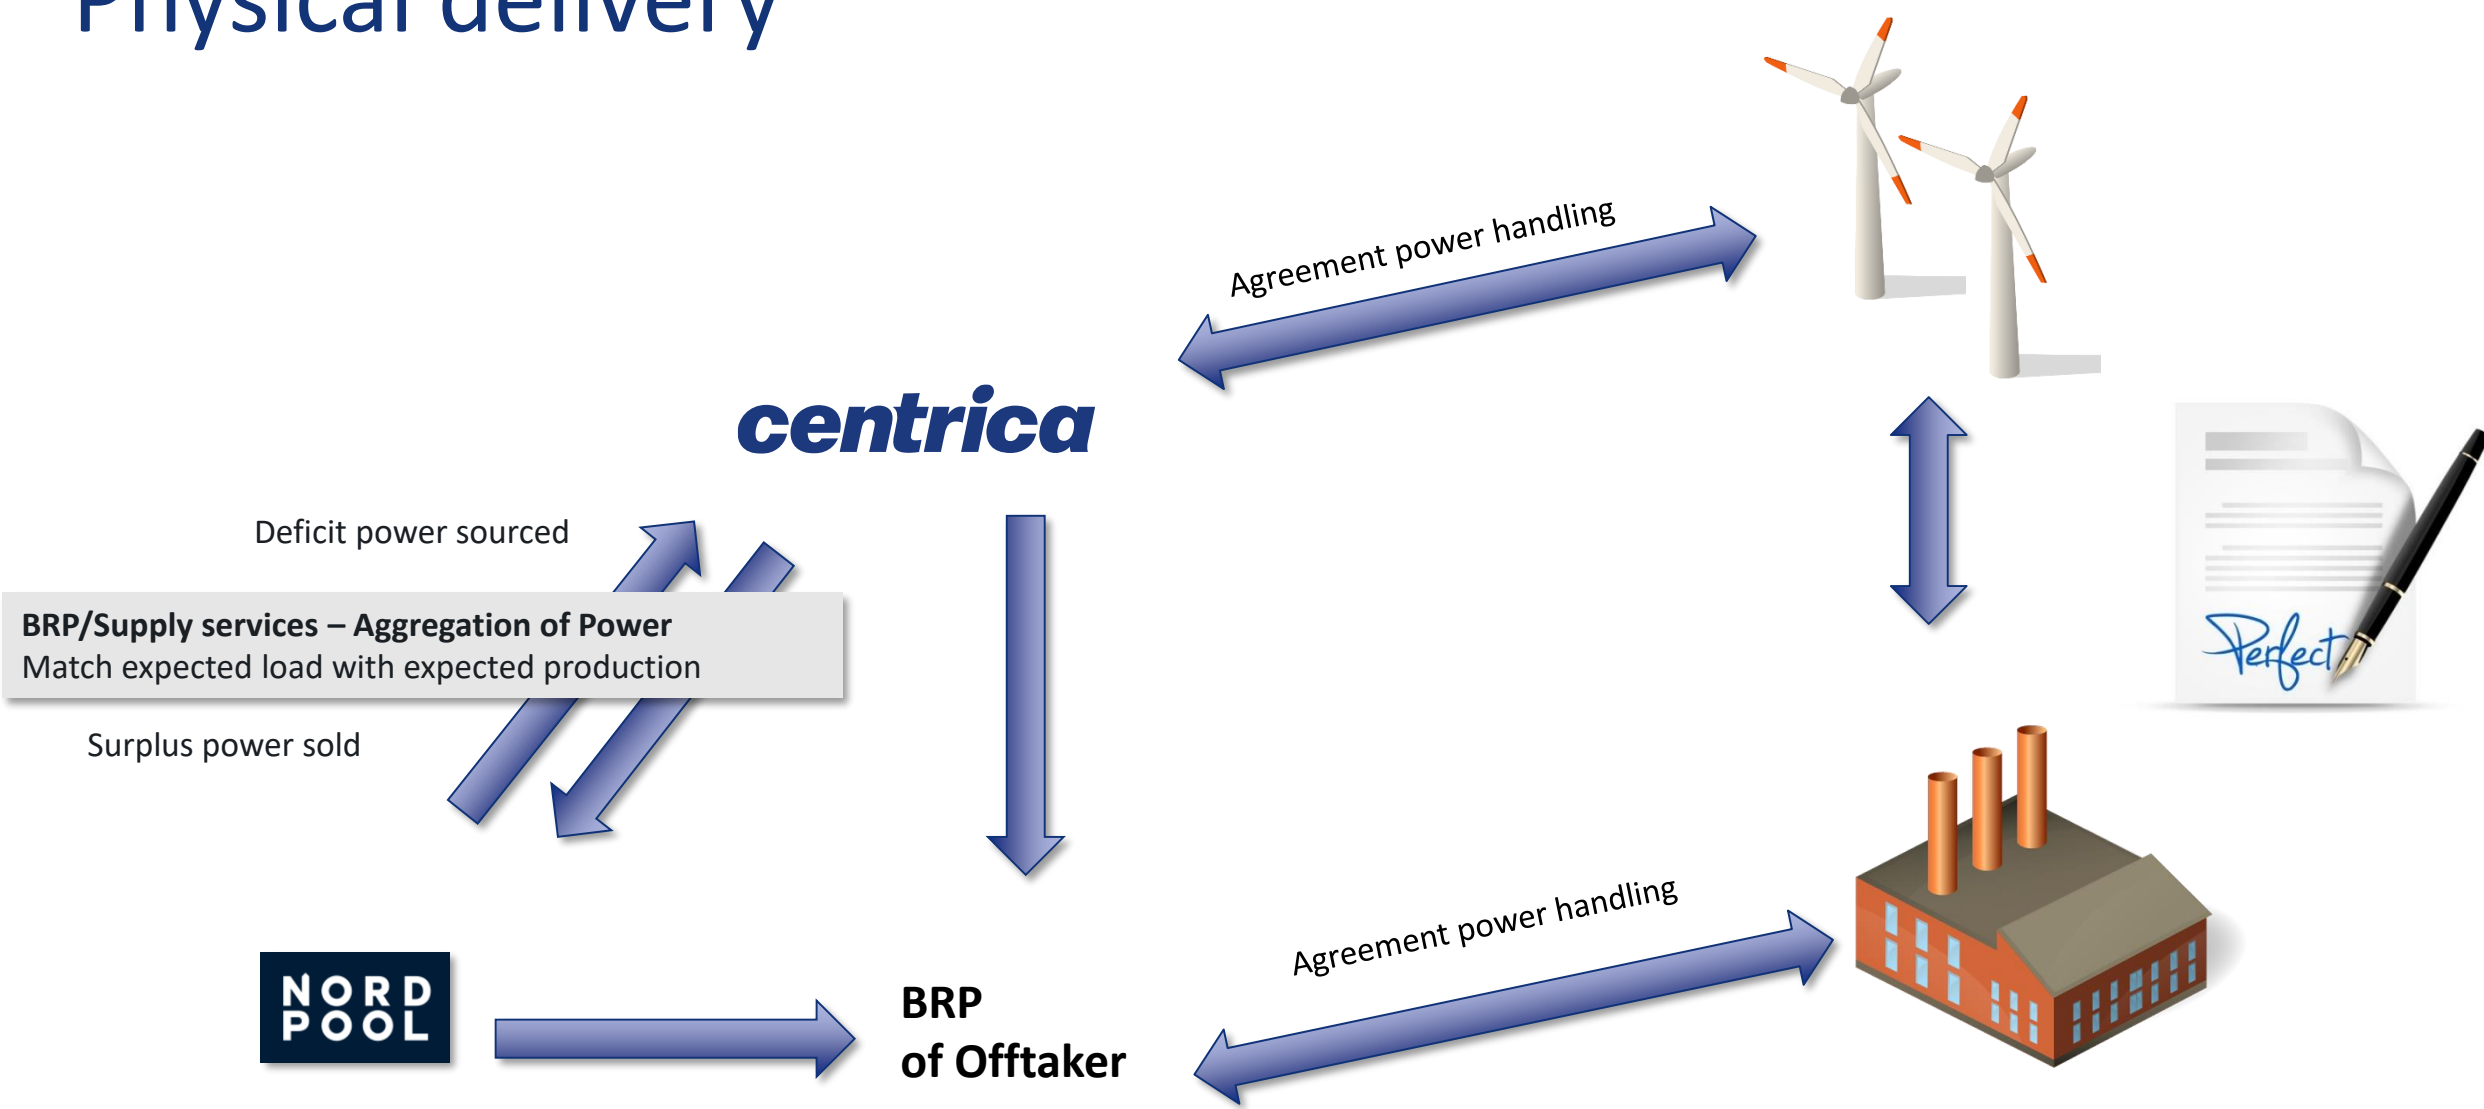 Physical delivery
Agreement power handling
centrica
Deficit power sourced
BRP/Supply services – Aggregation of Power
Match expected load with expected production
Surplus power sold
Perfect
Agreement power handling
NORD
POOL
BRP
of Offtaker